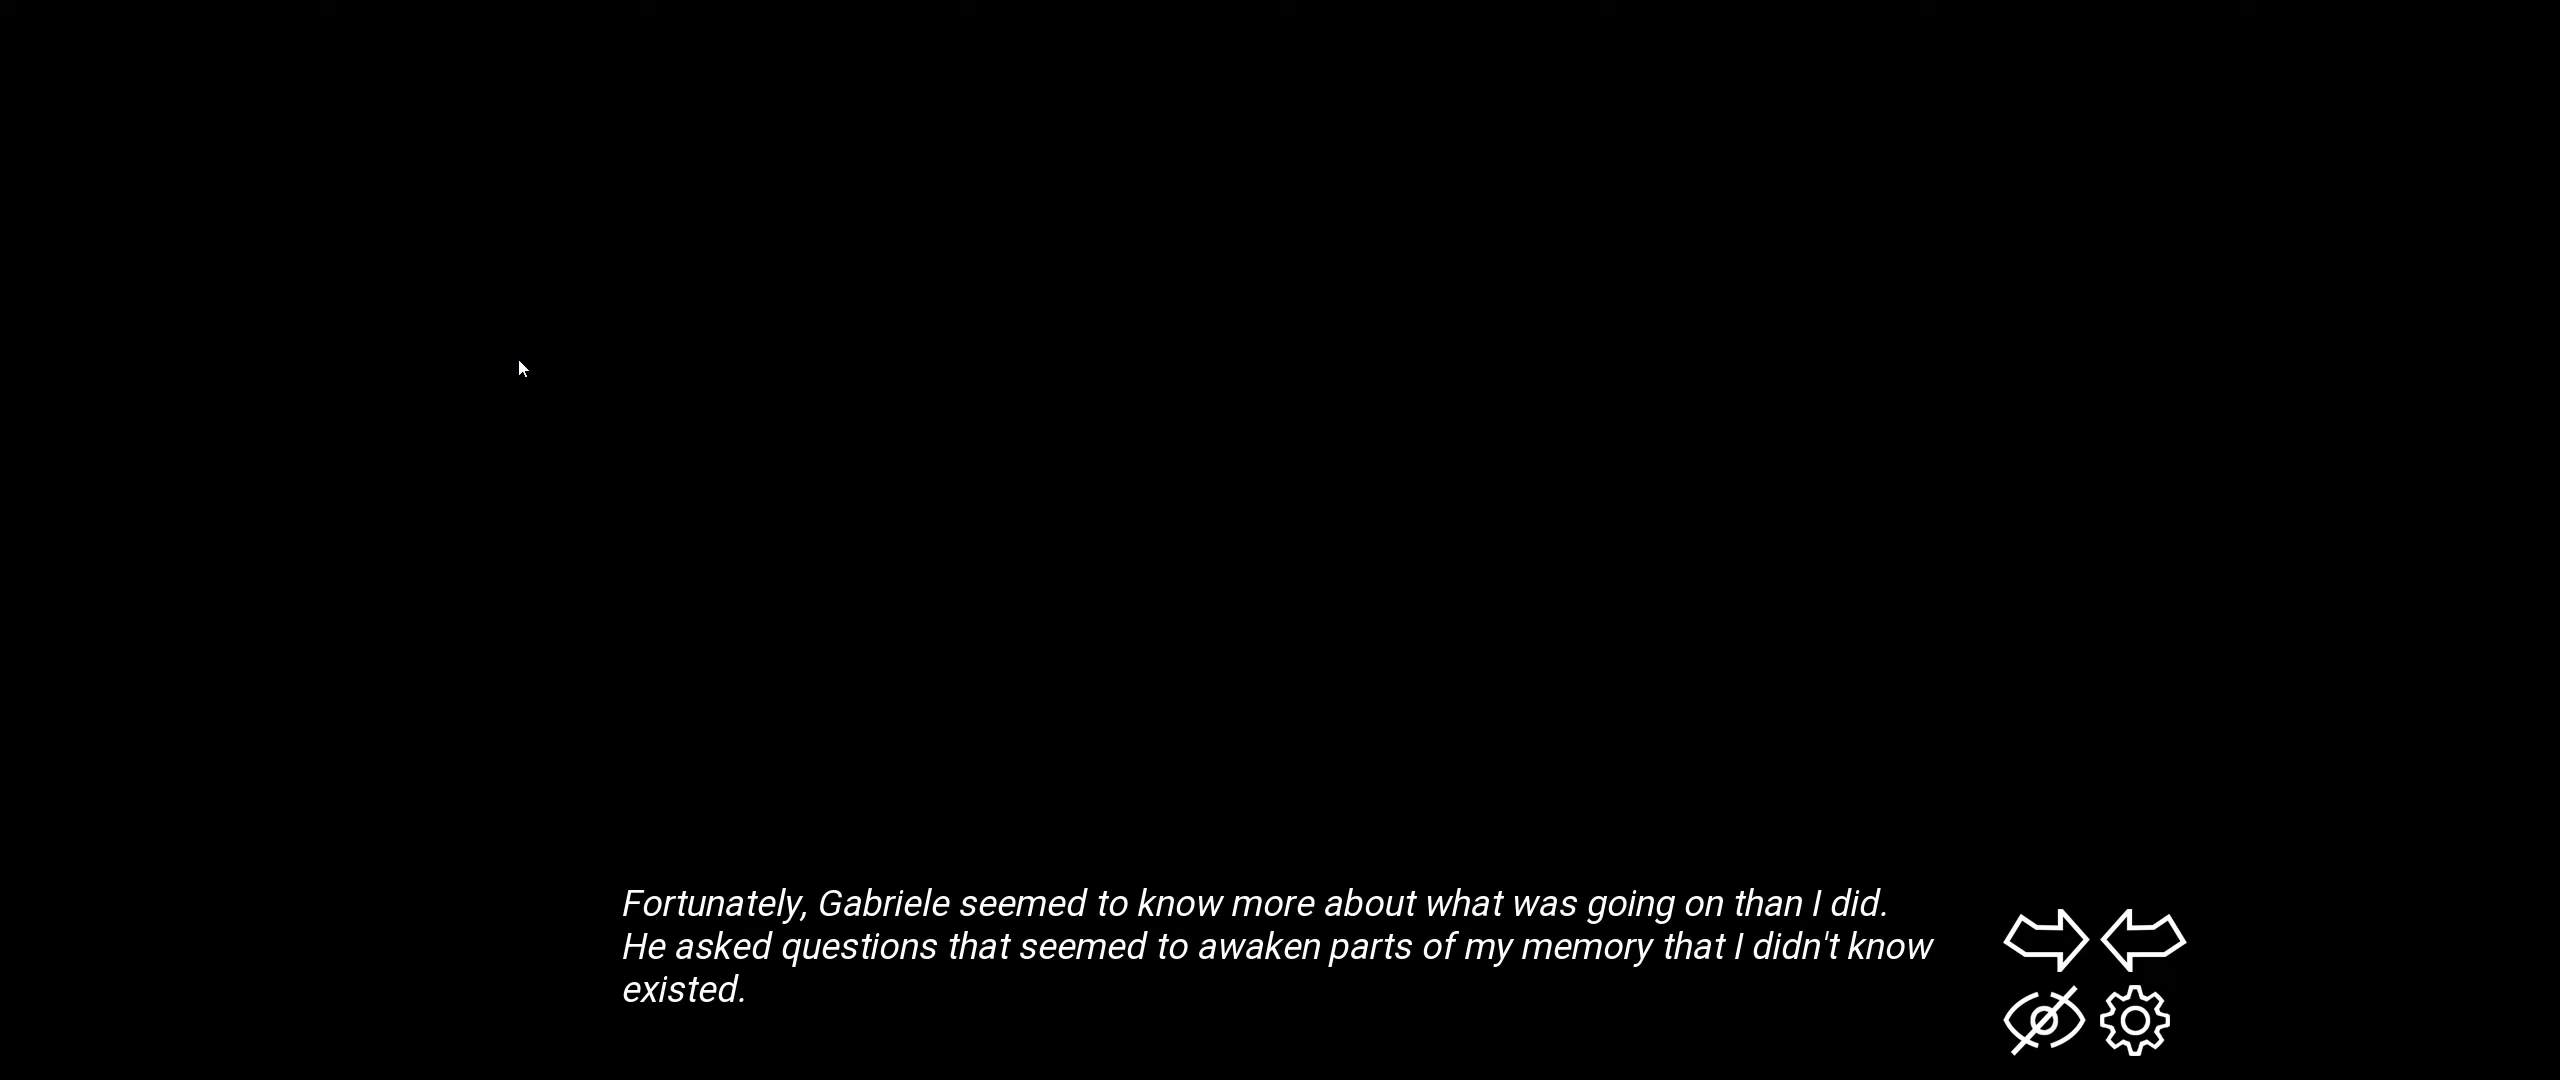 Fortunately, Gabriele seemed to know more about what was going on than I did.
He asked questions that seemed to awaken parts of my memory that I didn't know
existed.